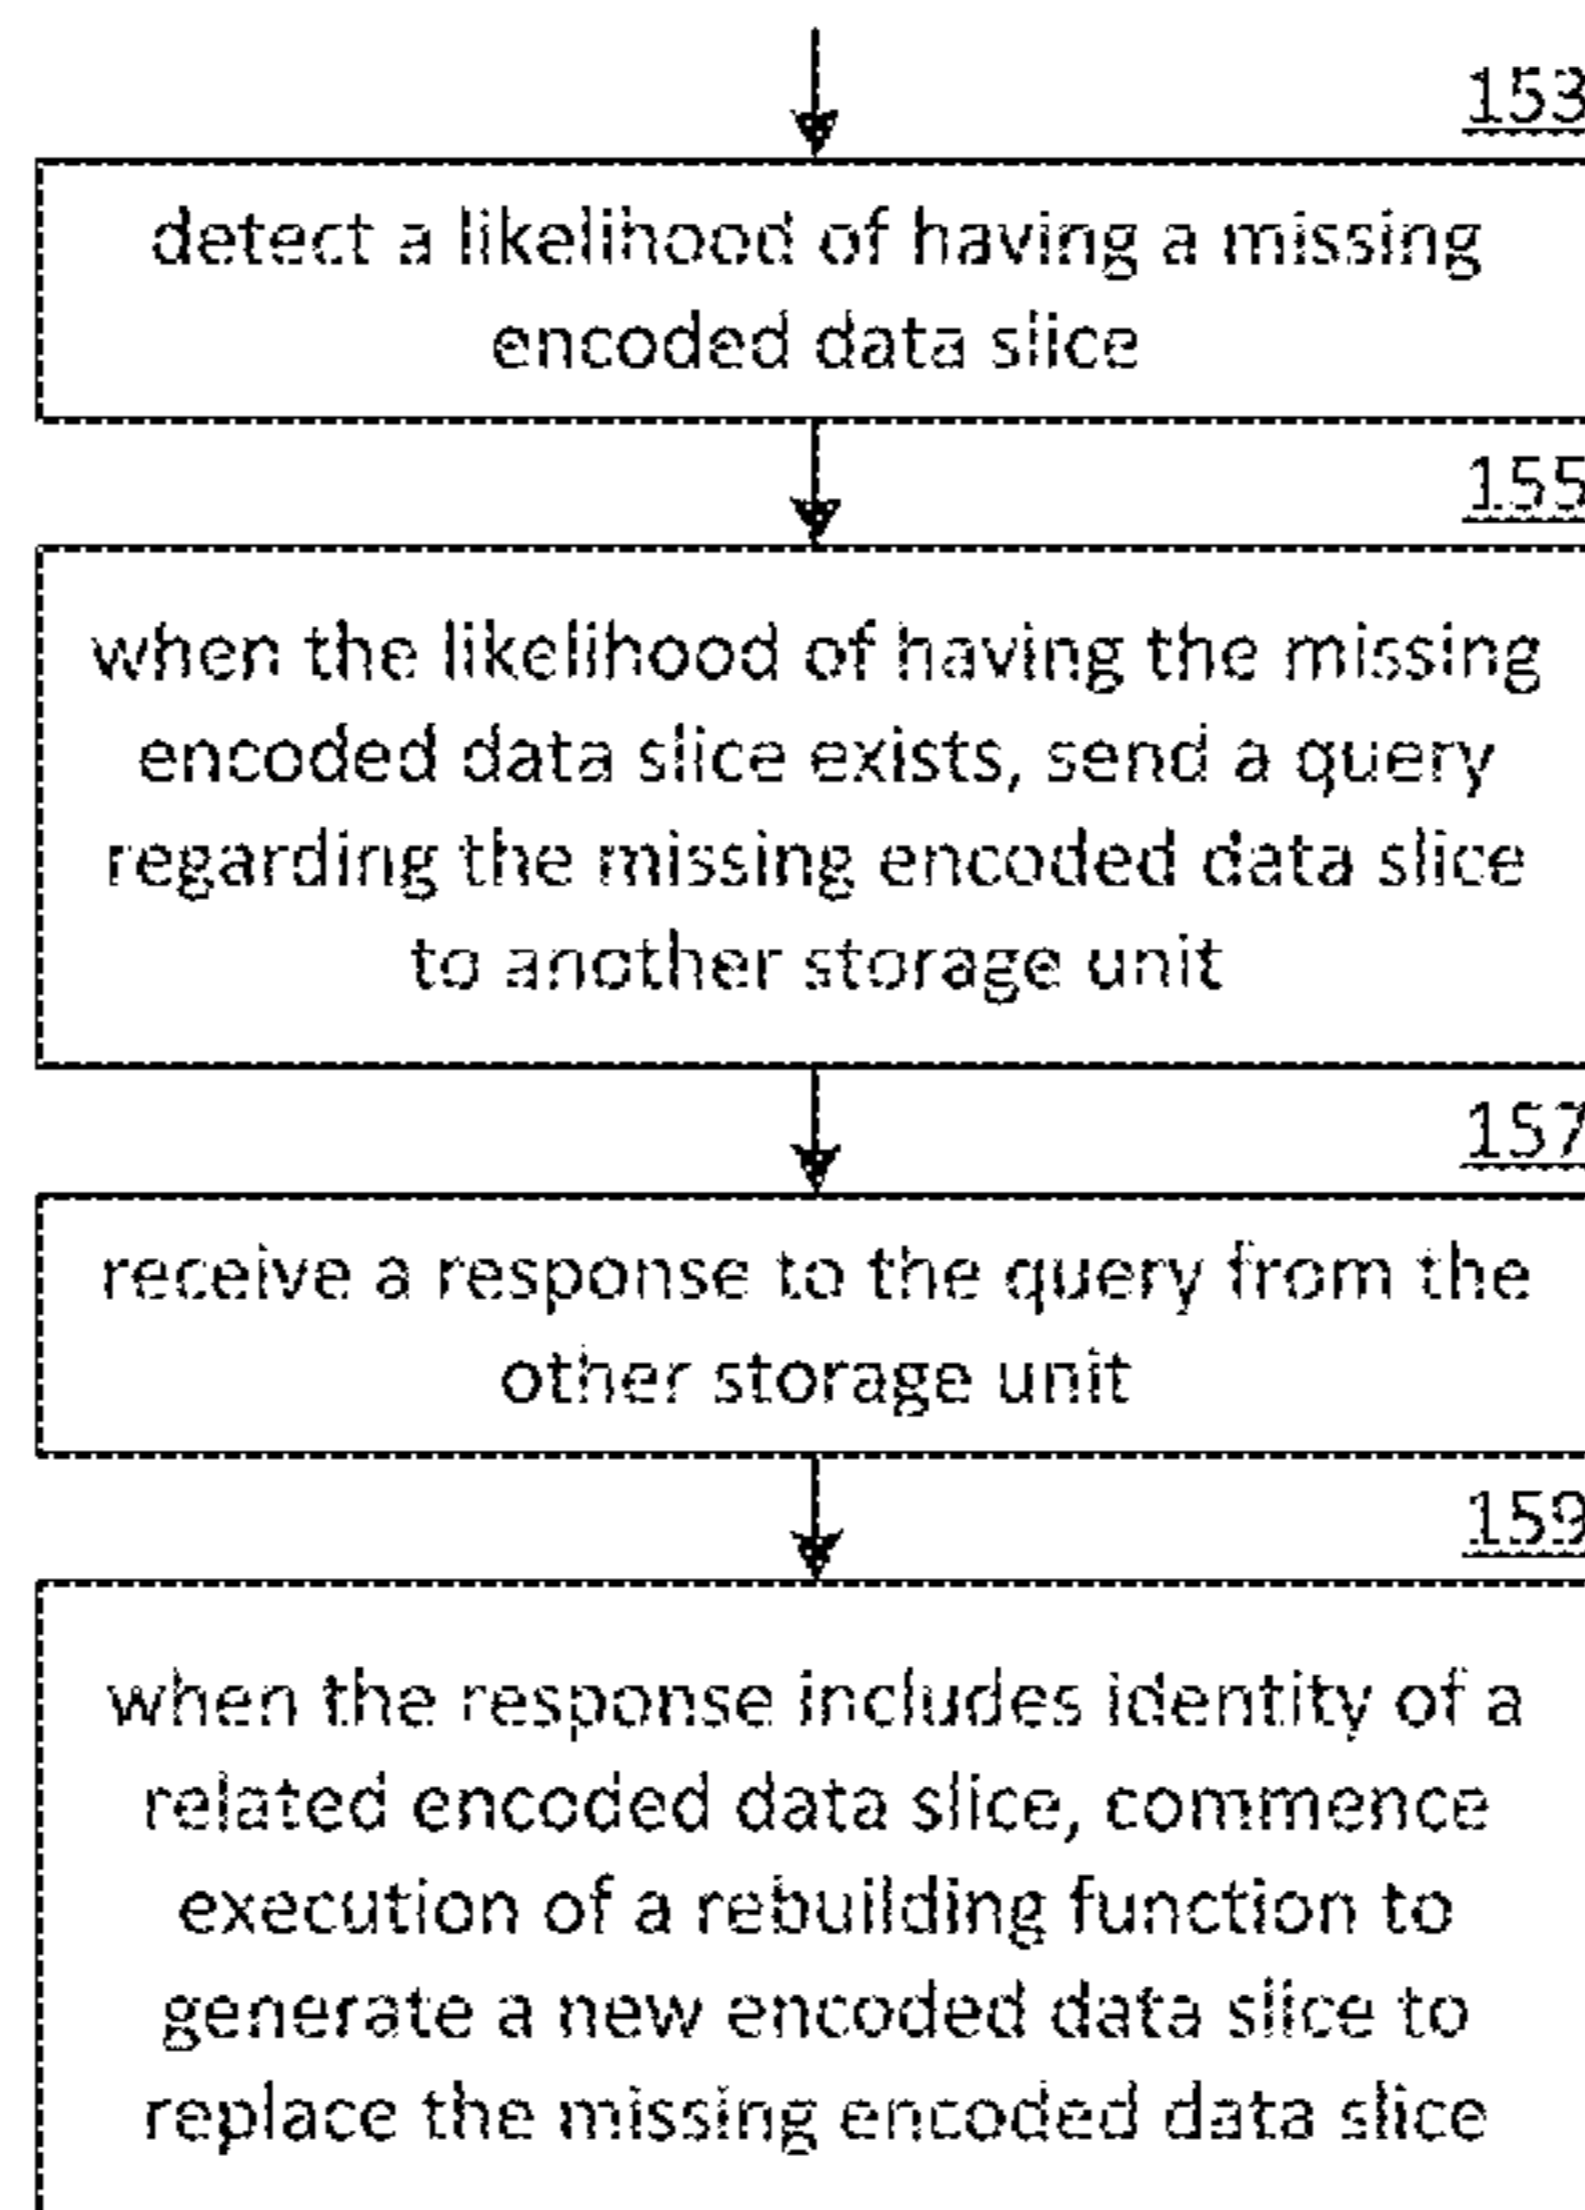 153
detect a likelihood of having a missing
encoded data slice
155
when the likelihood of having the missing
encoded data slice exists, send a query
regarding the missing encoded data slice
to another storage unit
157
receive a response to the query from the
other storage unit
159
when the response includes identity of a
related encoded data slice, commence
execution of a rebuilding function to
generate a new encoded data slice to
replace the missing encoded data slice